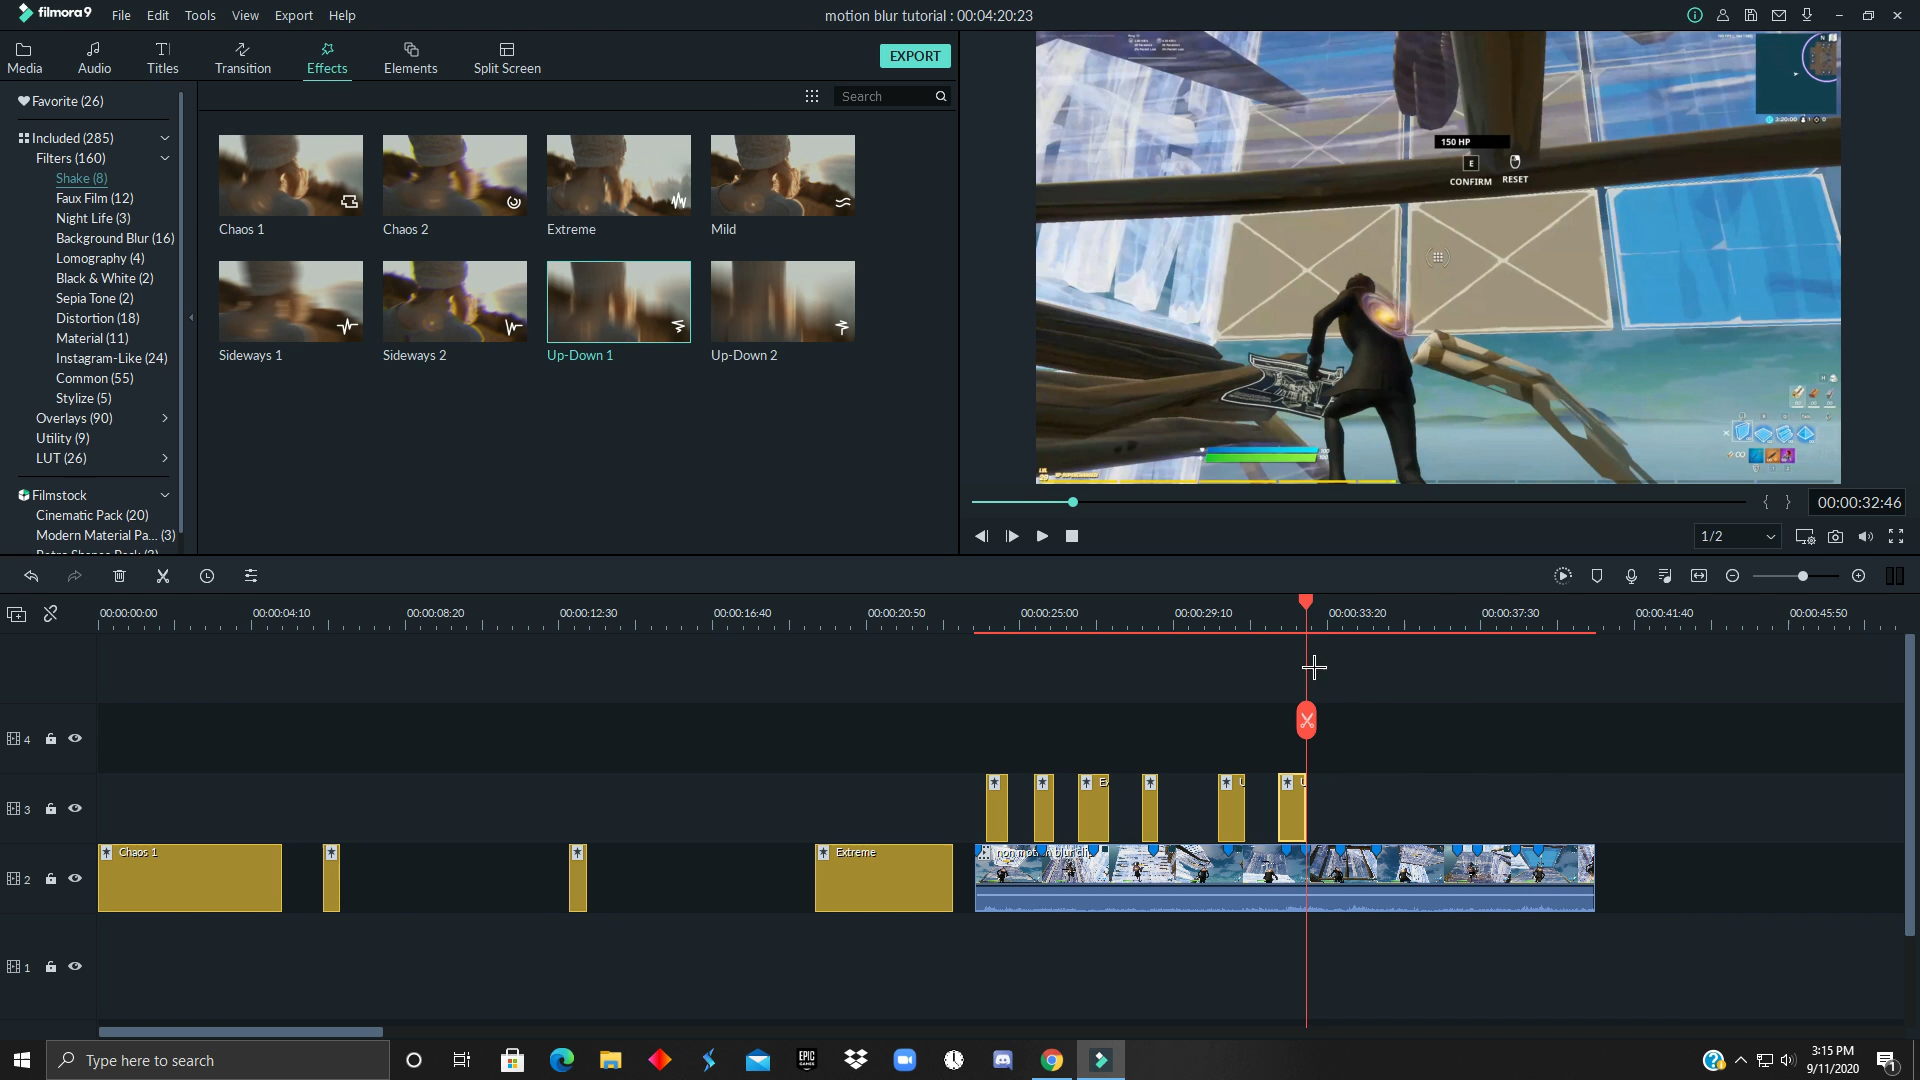 filmora9 File Edit Tools View Export Help
motion blur tutorial : 00:04:20:23
Media Audio Titles Transition Effects Elements Split Screen
EXPORT
Search
Favorite (26)
Included (285)
Filters (160)
Shake (8)
Faux Film (12)
Night Life (3)
Background Blur (16)
Lomography (4)
Black & White (2)
Sepia Tone (2)
Distortion (18)
Material (11)
Instagram-Like (24)
Common (55)
Stylize (5)
Overlays (90)
Utility (9)
LUT (26)
Filmstock
Cinematic Pack (20)
Modern Material Pa... (3)
Chaos 1 Chaos 2 Extreme Mild
Sideways 1 Sideways 2 Up-Down 1 Up-Down 2
150 HP
E
CONFIRM RESET
N
3:20:00
{ } 00:00:32:46
1/2
00:00:00:00 00:00:04:10 00:00:08:20 00:00:12:30 00:00:16:40 00:00:20:50 00:00:25:00 00:00:29:10 00:00:33:20 00:00:37:30 00:00:41:40 00:00:45:50
4
3
2
Chaos 1
Extreme
1
Type here to search
EPIC GAMES
3:15 PM
9/11/2020
1